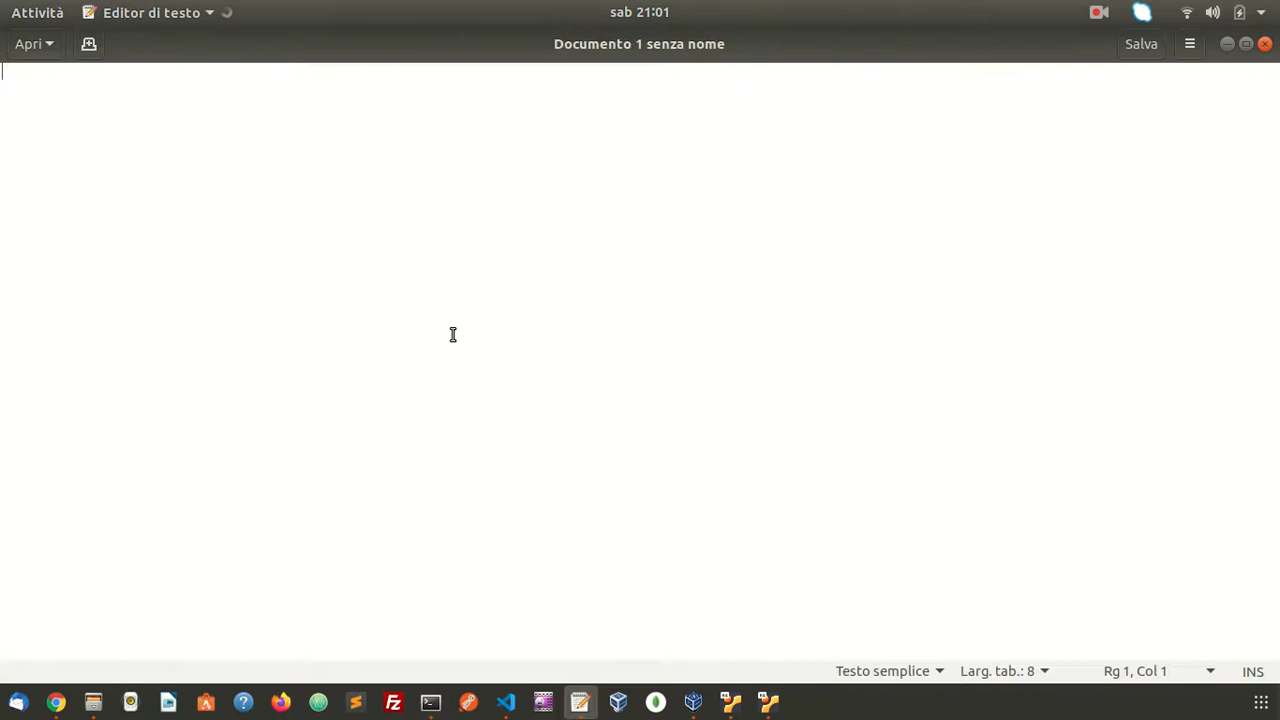 Attività Editor di testo sab 21:01
Apri Documento 1 senza nome Salva
Testo semplice Larg. tab.: 8 Rg 1, Col 1 INS